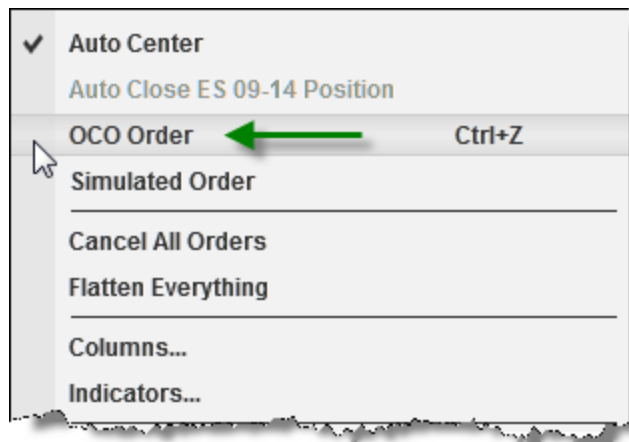 Auto Center
Auto Close ES 09-14 Position
OCO Order Ctrl+Z
Simulated Order
Cancel All Orders
Flatten Everything
Columns...
Indicators...